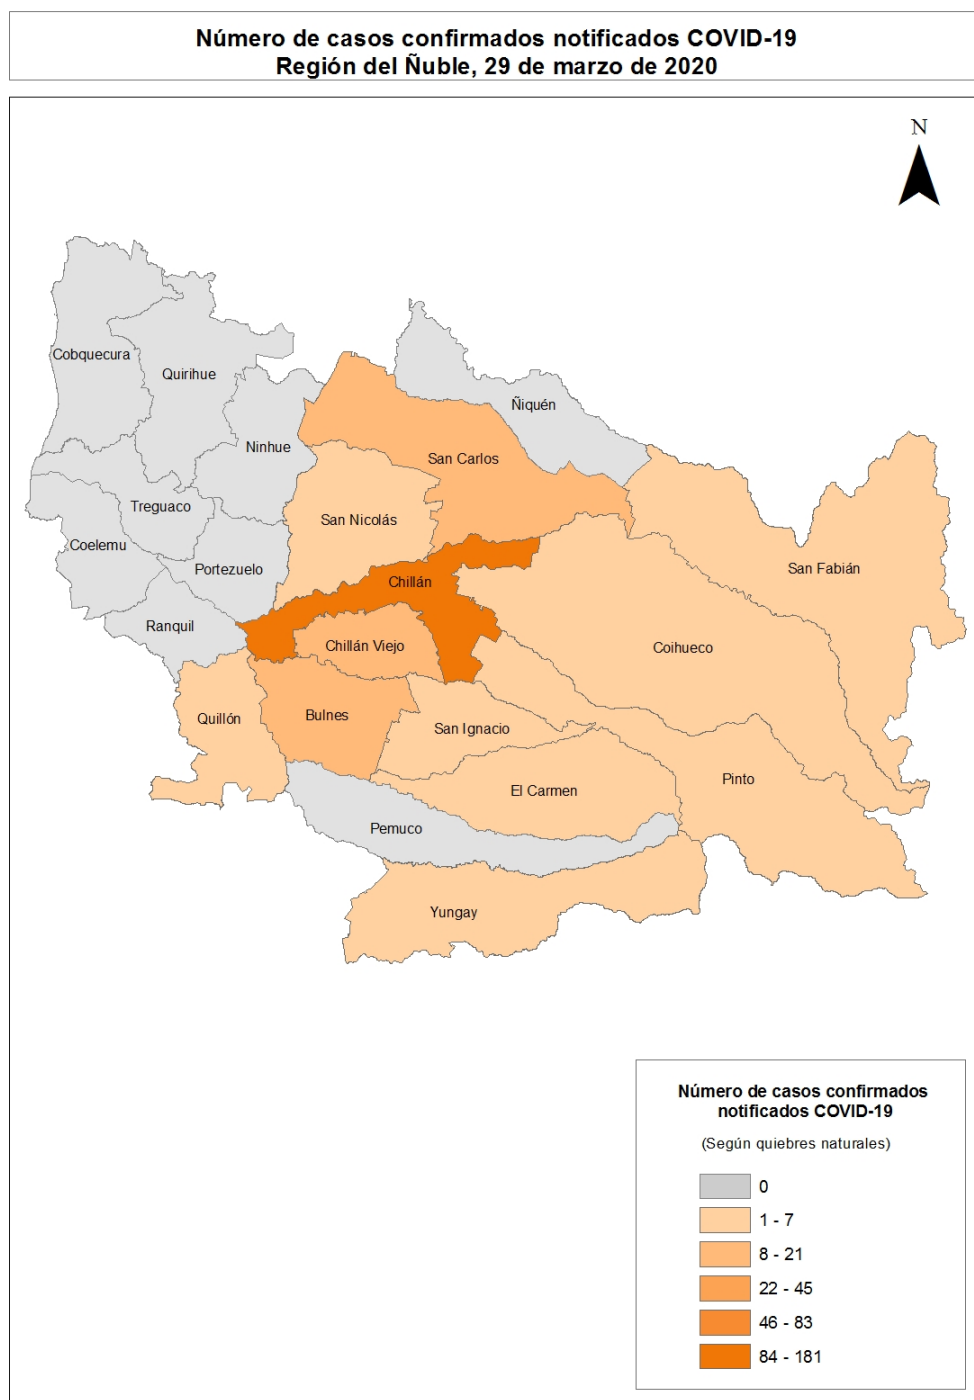 Número de casos confirmados notificados COVID-19
Región del Ñuble, 29 de marzo de 2020
N
Cobquecura
Quirihue
Ñiquén
Ninhue
San Carlos
Treguaco
San Nicolás
Coelemu
Portezuelo
San Fabián
Chillán
Ranquil
Chillán Viejo
Coihueco
Quillón
Bulnes
San Ignacio
Pinto
El Carmen
Pemuco
Yungay
Número de casos confirmados
notificados COVID-19
(Según quiebres naturales)
0
1 - 7
8 - 21
22 - 45
46 - 83
84 - 181